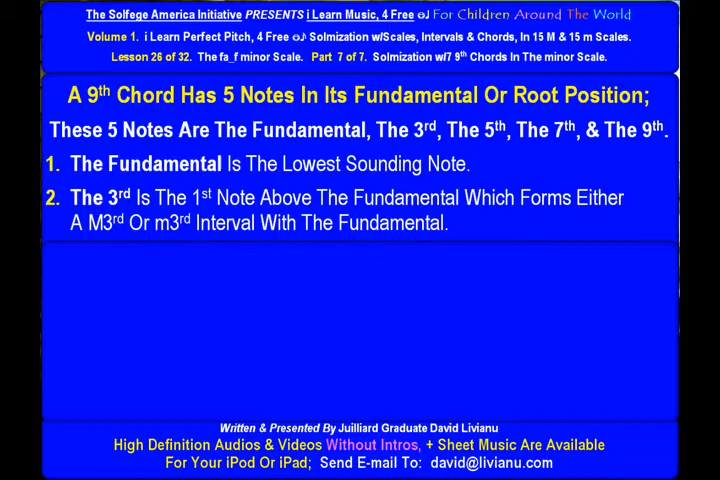 The Solfege America Initiative PRESENTS i Learn Music, 4 Free ɵ♩ For Children Around The World
Volume 1. i Learn Perfect Pitch, 4 Free ɵ♪ Solmization w/Scales, Intervals & Chords, In 15 M & 15 m Scales.
Lesson 26 of 32. The fa_f minor Scale. Part 7 of 7. Solmization w/7 9th Chords In The minor Scale.
A 9th Chord Has 5 Notes In Its Fundamental Or Root Position;
These 5 Notes Are The Fundamental, The 3rd, The 5th, The 7th, & The 9th.
1. The Fundamental Is The Lowest Sounding Note.
2. The 3rd Is The 1st Note Above The Fundamental Which Forms Either
A M3rd Or m3rd Interval With The Fundamental.
Written & Presented By Juilliard Graduate David Livianu
High Definition Audios & Videos Without Intros, + Sheet Music Are Available
For Your iPod Or iPad; Send E-mail To: david@livianu.com